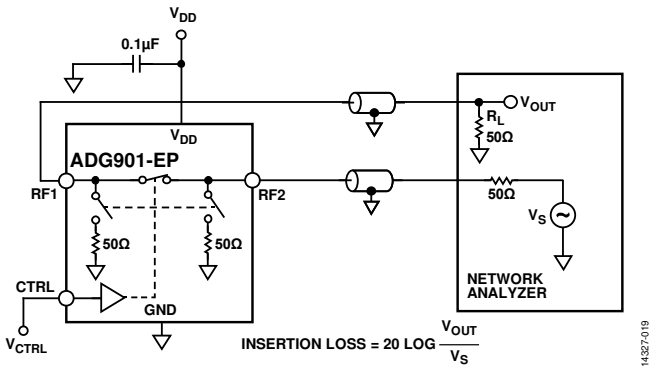 VDD
0.1µF
VDD
ADG901-EP
RF1
RF2
50Ω
50Ω
CTRL
GND
VCTRL
VOUT
RL
50Ω
50Ω
VS
NETWORK
ANALYZER
INSERTION LOSS = 20 LOG VOUT
VS
14327-019